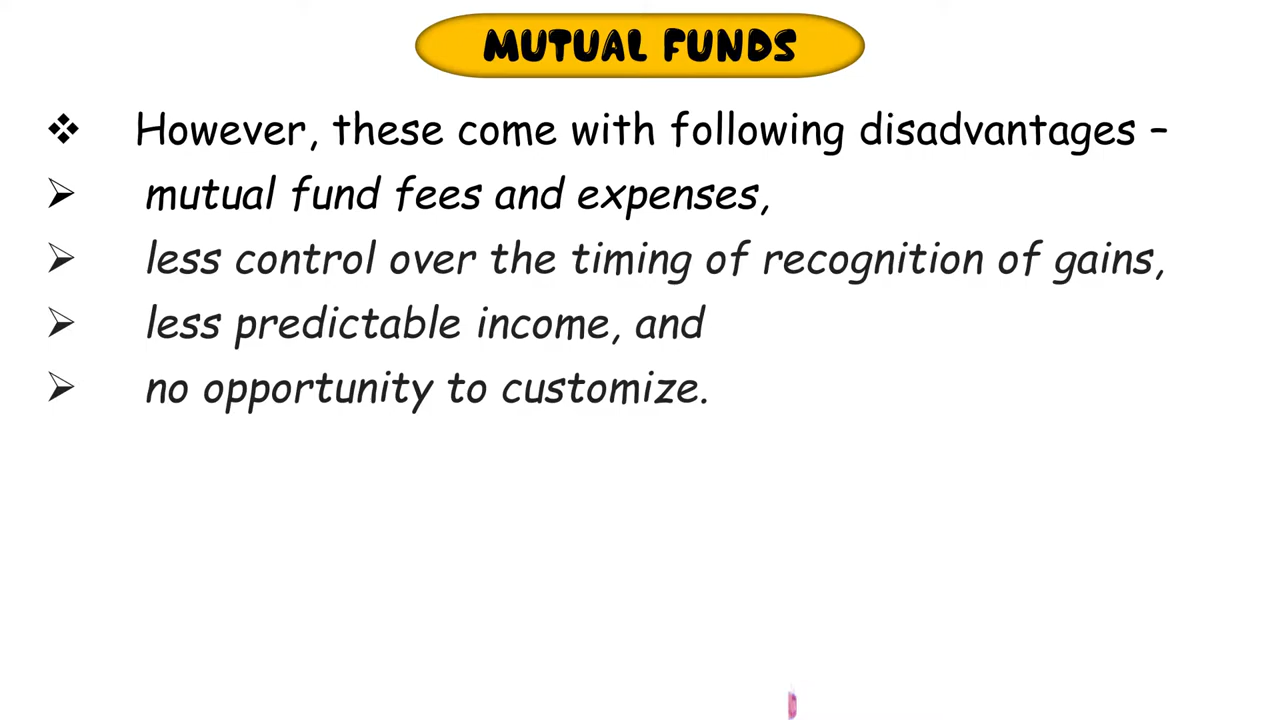 MUTUAL FUNDS
❖ However, these come with following disadvantages –
➢ mutual fund fees and expenses,
➢ less control over the timing of recognition of gains,
➢ less predictable income, and
➢ no opportunity to customize.